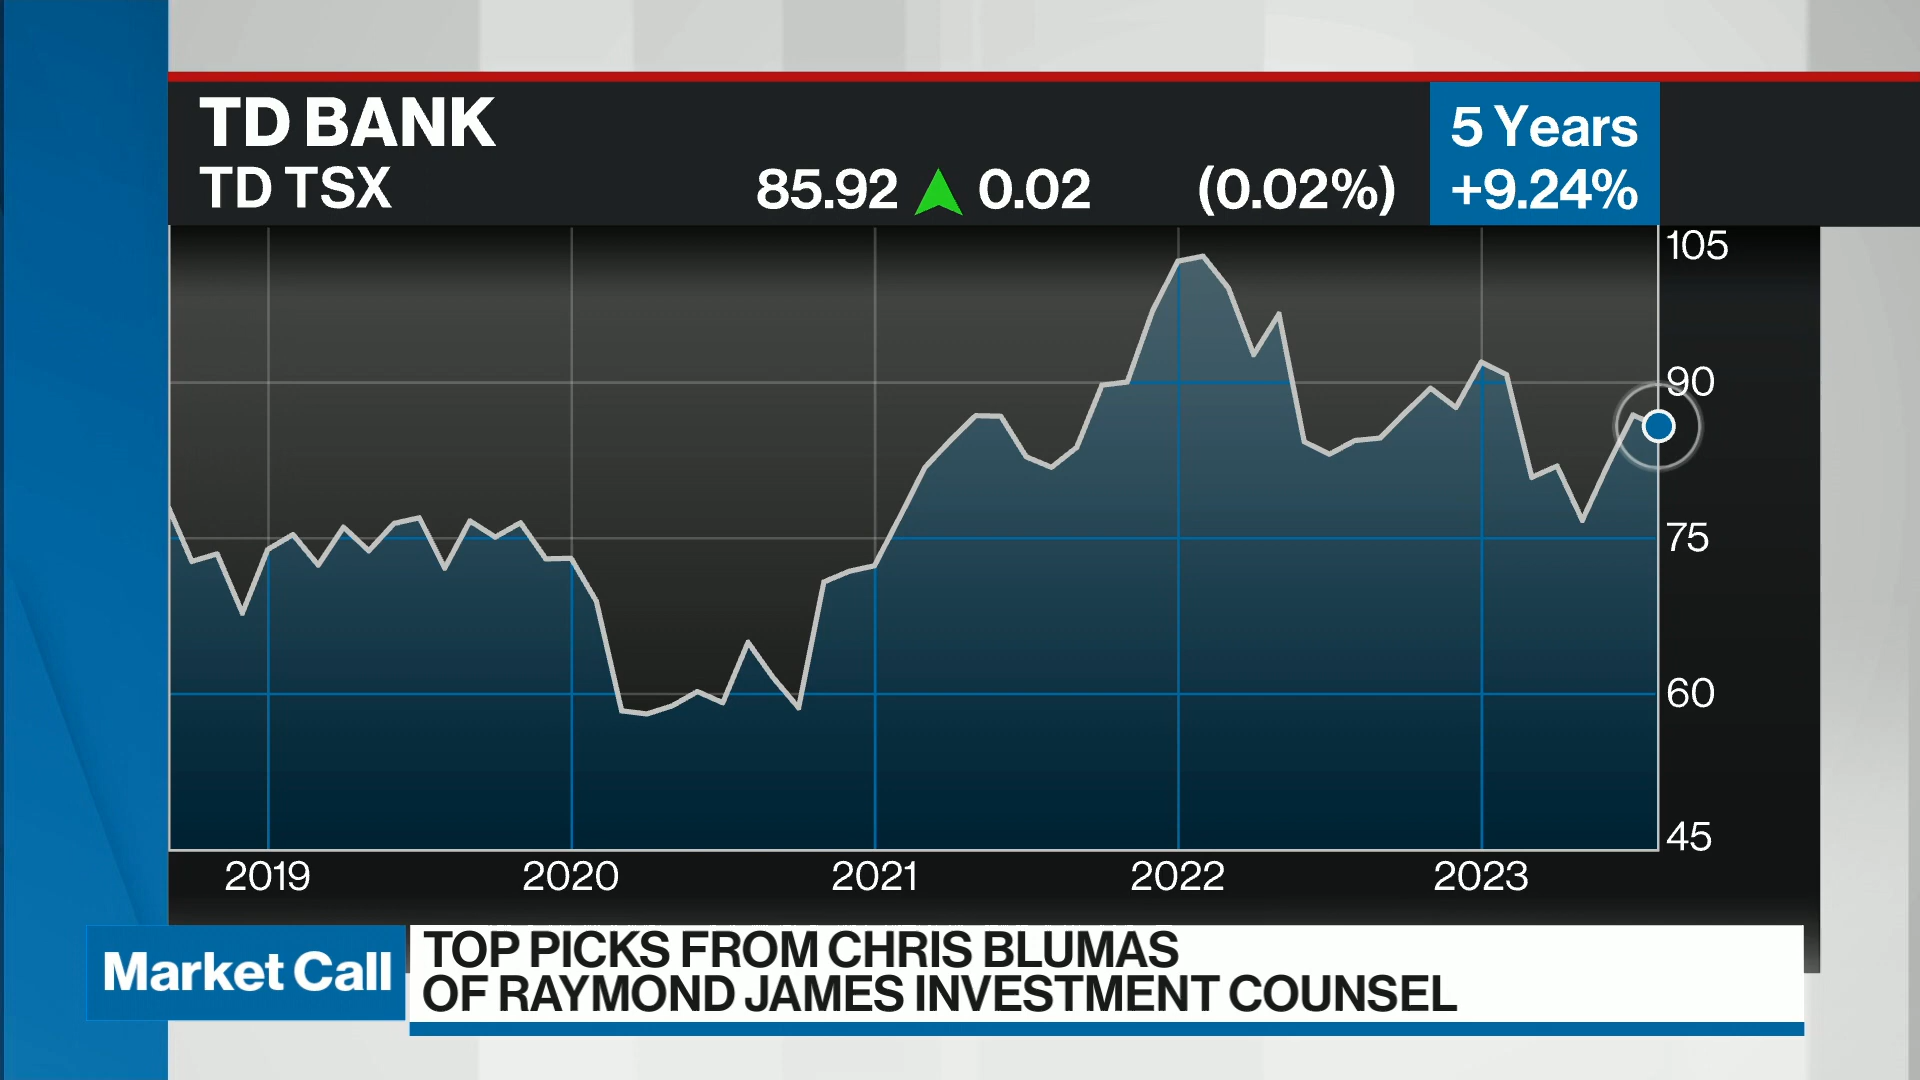 TD BANK
TD TSX
85.92 ▲ 0.02 (0.02%)
5 Years
+9.24%
105
90
75
60
45
2019 2020 2021 2022 2023
Market Call
TOP PICKS FROM CHRIS BLUMAS
OF RAYMOND JAMES INVESTMENT COUNSEL